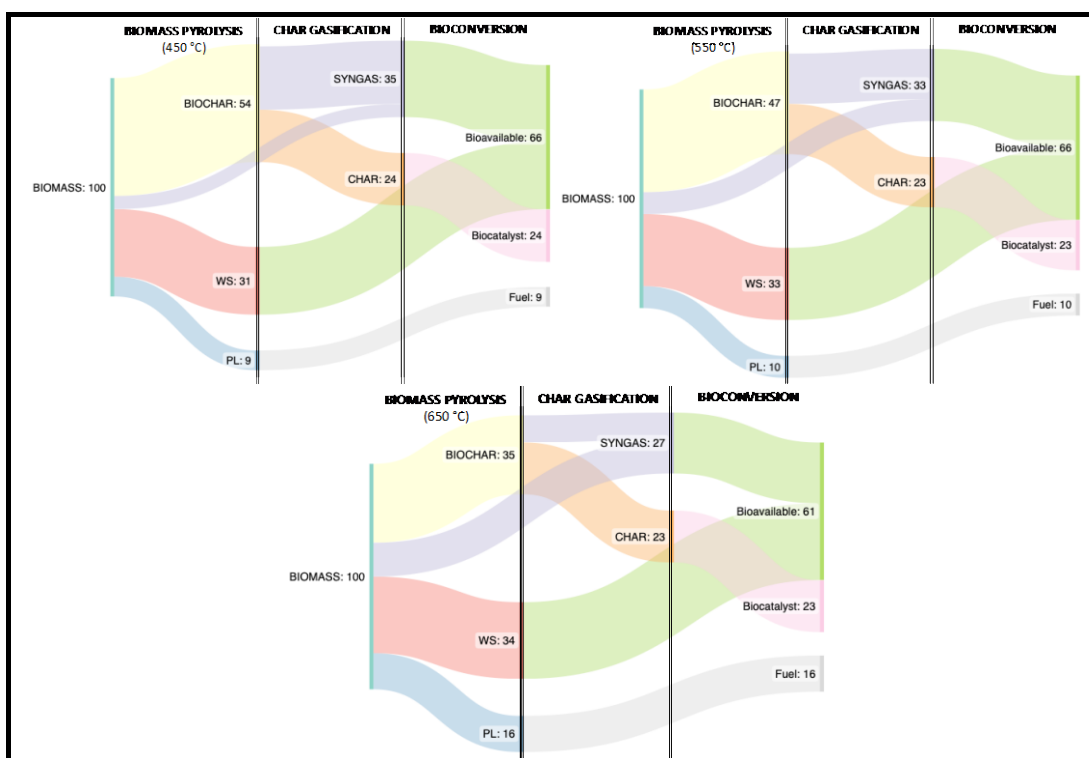 BIOMASS PYROLYSIS
(450 °C)
CHAR GASIFICATION
BIOCONVERSION
SYNGAS: 35
BIOCHAR: 54
Bioavailable: 66
BIOMASS: 100
CHAR: 24
Biocatalyst: 24
WS: 31
Fuel: 9
PL: 9
BIOMASS PYROLYSIS
(550 °C)
CHAR GASIFICATION
BIOCONVERSION
SYNGAS: 33
BIOCHAR: 47
Bioavailable: 66
CHAR: 23
BIOMASS: 100
Biocatalyst: 23
WS: 33
Fuel: 10
PL: 10
BIOMASS PYROLYSIS
(650 °C)
CHAR GASIFICATION
BIOCONVERSION
SYNGAS: 27
BIOCHAR: 35
Bioavailable: 61
CHAR: 23
BIOMASS: 100
Biocatalyst: 23
WS: 34
Fuel: 16
PL: 16